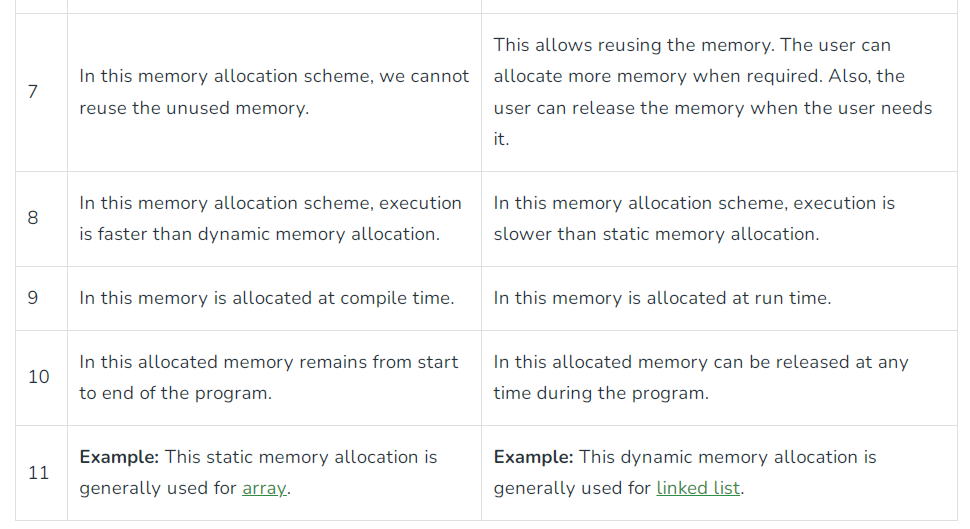 7
In this memory allocation scheme, we cannot
reuse the unused memory.
This allows reusing the memory. The user can
allocate more memory when required. Also, the
user can release the memory when the user needs
it.
8
In this memory allocation scheme, execution
is faster than dynamic memory allocation.
In this memory allocation scheme, execution is
slower than static memory allocation.
9
In this memory is allocated at compile time.
In this memory is allocated at run time.
10
In this allocated memory remains from start
to end of the program.
In this allocated memory can be released at any
time during the program.
11
Example: This static memory allocation is
generally used for array.
Example: This dynamic memory allocation is
generally used for linked list.